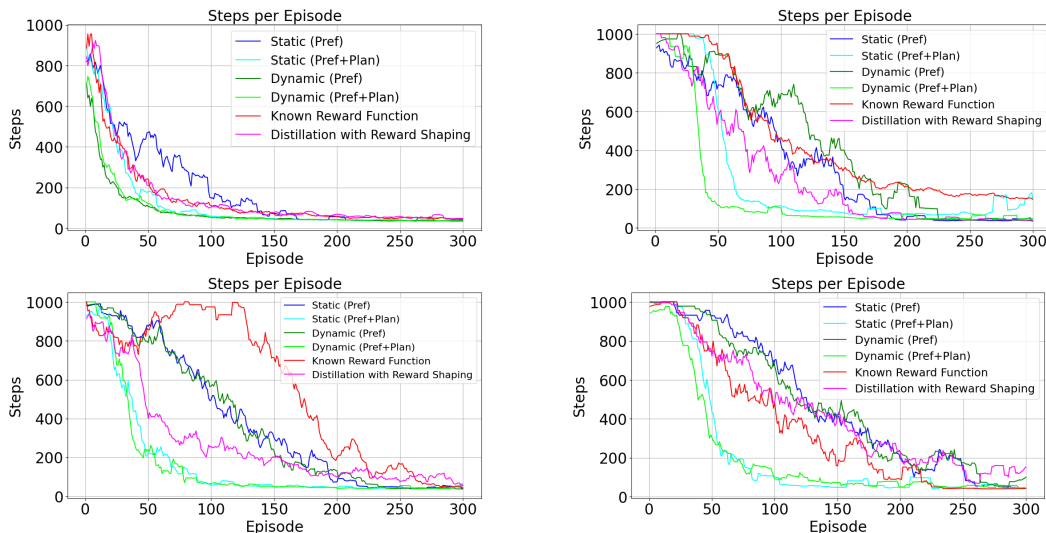 Steps per Episode
Steps
1000
800
600
400
200
0
Static (Pref)
Static (Pref+Plan)
Dynamic (Pref)
Dynamic (Pref+Plan)
Known Reward Function
Distillation with Reward Shaping
0 50 100 150 200 250 300
Episode
Steps per Episode
Steps
1000
800
600
400
200
0
Static (Pref)
Static (Pref+Plan)
Dynamic (Pref)
Dynamic (Pref+Plan)
Known Reward Function
Distillation with Reward Shaping
0 50 100 150 200 250 300
Episode
Steps per Episode
Steps
1000
800
600
400
200
0
Static (Pref)
Static (Pref+Plan)
Dynamic (Pref)
Dynamic (Pref+Plan)
Known Reward Function
Distillation with Reward Shaping
0 50 100 150 200 250 300
Episode
Steps per Episode
Steps
1000
800
600
400
200
0
Static (Pref)
Static (Pref+Plan)
Dynamic (Pref)
Dynamic (Pref+Plan)
Known Reward Function
Distillation with Reward Shaping
0 50 100 150 200 250 300
Episode